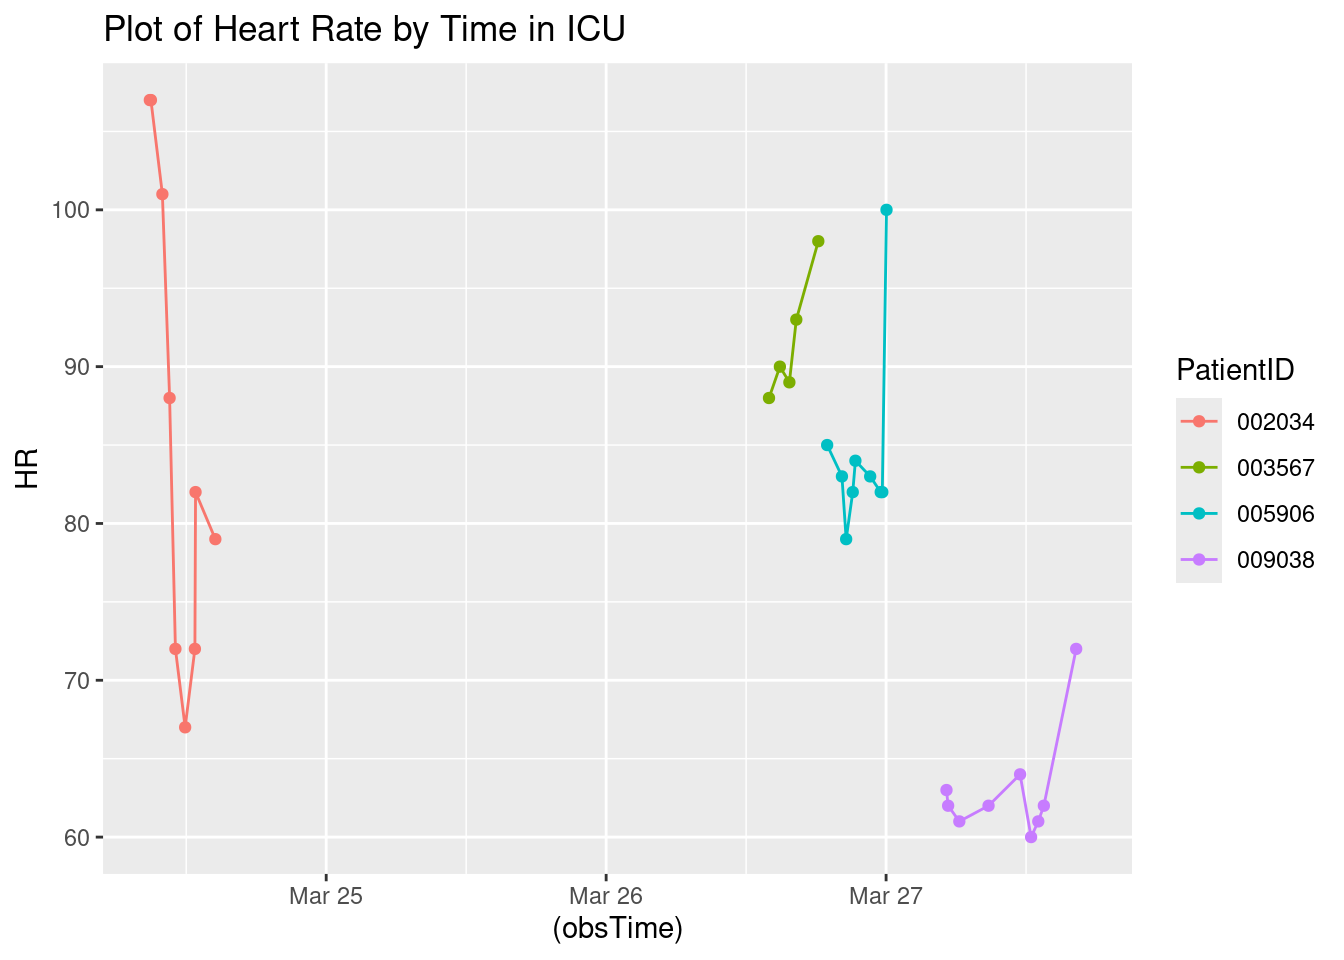 Plot of Heart Rate by Time in ICU
100
90
80
70
60
HR
Mar 25
Mar 26
Mar 27
(obsTime)
PatientID
002034
003567
005906
009038